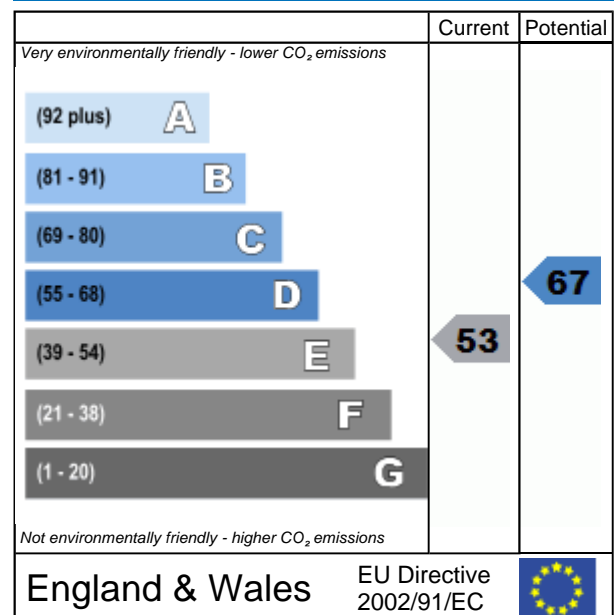 Current Potential
Very environmentally friendly - lower CO₂ emissions
(92 plus) A
(81 - 91) B
(69 - 80) C
(55 - 68) D
67
(39 - 54) E
53
(21 - 38) F
(1 - 20) G
Not environmentally friendly - higher CO₂ emissions
England & Wales
EU Directive
2002/91/EC